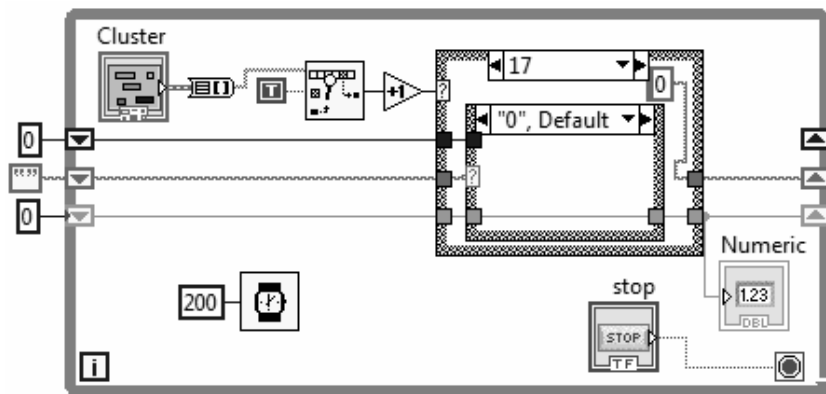 Cluster
17
T
+1
?
0
"0", Default
0
""
?
0
Numeric
1.23
DBL
stop
200
STOP
TF
i